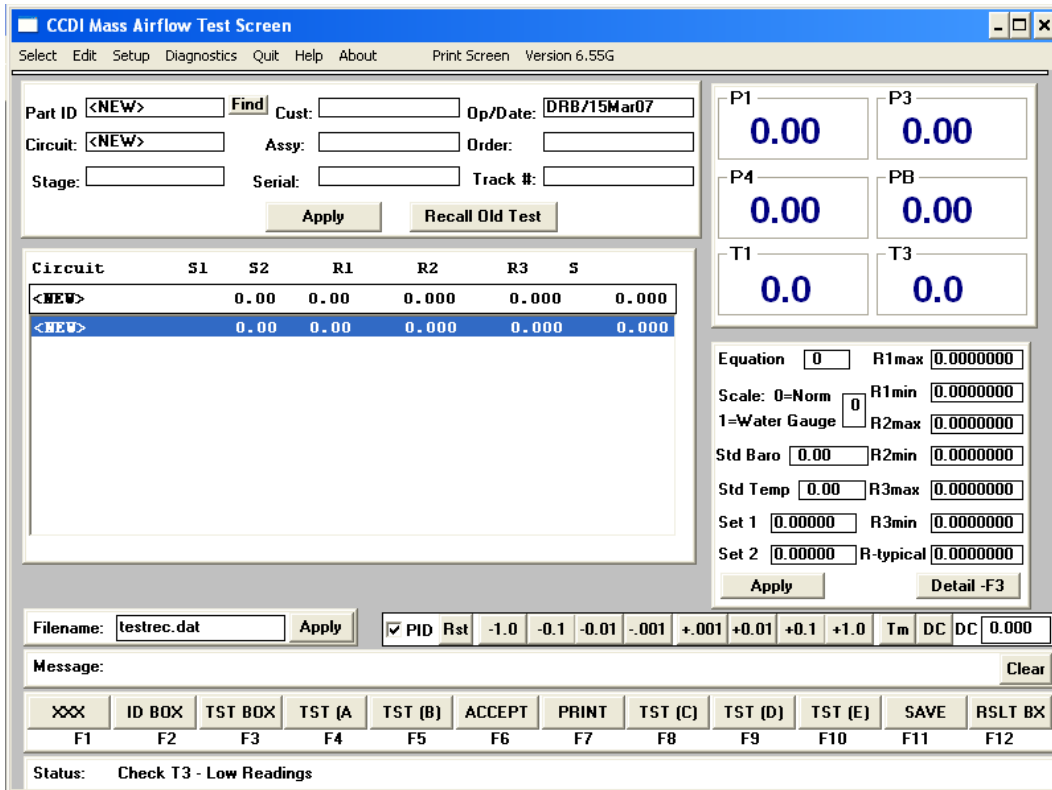 CCDI Mass Airflow Test Screen
Select Edit Setup Diagnostics Quit Help About Print Screen Version 6.55G
Part ID <NEW> Find Cust: Op/Date: DRB/15Mar07
Circuit: <NEW> Assy: Order:
Stage: Serial: Track #:
Apply Recall Old Test
P1 P3
0.00 0.00
P4 PB
0.00 0.00
T1 T3
0.0 0.0
Circuit S1 S2 R1 R2 R3 S
<NEW> 0.00 0.00 0.000 0.000 0.000
<NEW> 0.00 0.00 0.000 0.000 0.000
Equation 0 R1max 0.0000000
Scale: 0=Norm 0 R1min 0.0000000
1=Water Gauge R2max 0.0000000
Std Baro 0.00 R2min 0.0000000
Std Temp 0.00 R3max 0.0000000
Set 1 0.00000 R3min 0.0000000
Set 2 0.00000 R-typical 0.0000000
Apply Detail -F3
Filename: testrec.dat Apply PID Rst -1.0 -0.1 -0.01 -.001 +.001 +0.01 +0.1 +1.0 Tm DC DC 0.000
Message: Clear
XXX ID BOX TST BOX TST (A TST (B) ACCEPT PRINT TST (C) TST (D) TST (E) SAVE RSLT BX
F1 F2 F3 F4 F5 F6 F7 F8 F9 F10 F11 F12
Status: Check T3 - Low Readings